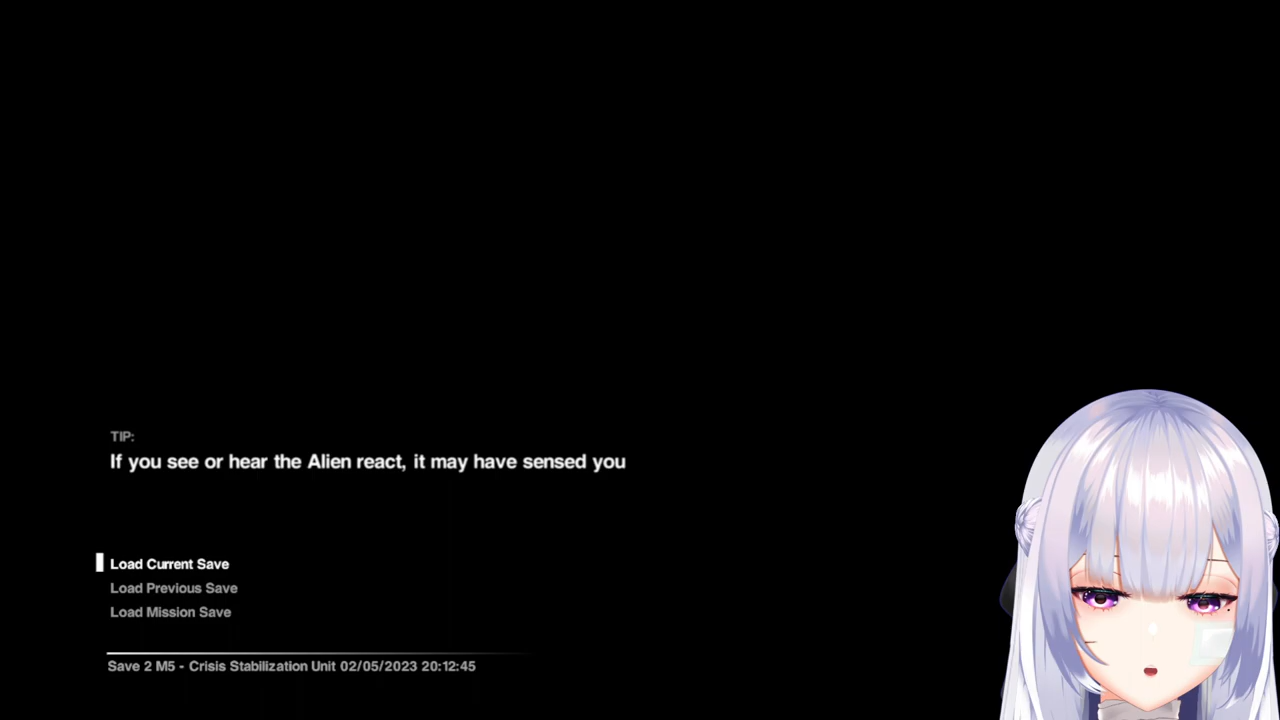 TIP:
If you see or hear the Alien react, it may have sensed you
Load Current Save
Load Previous Save
Load Mission Save
Save 2 M5 - Crisis Stabilization Unit 02/05/2023 20:12:45